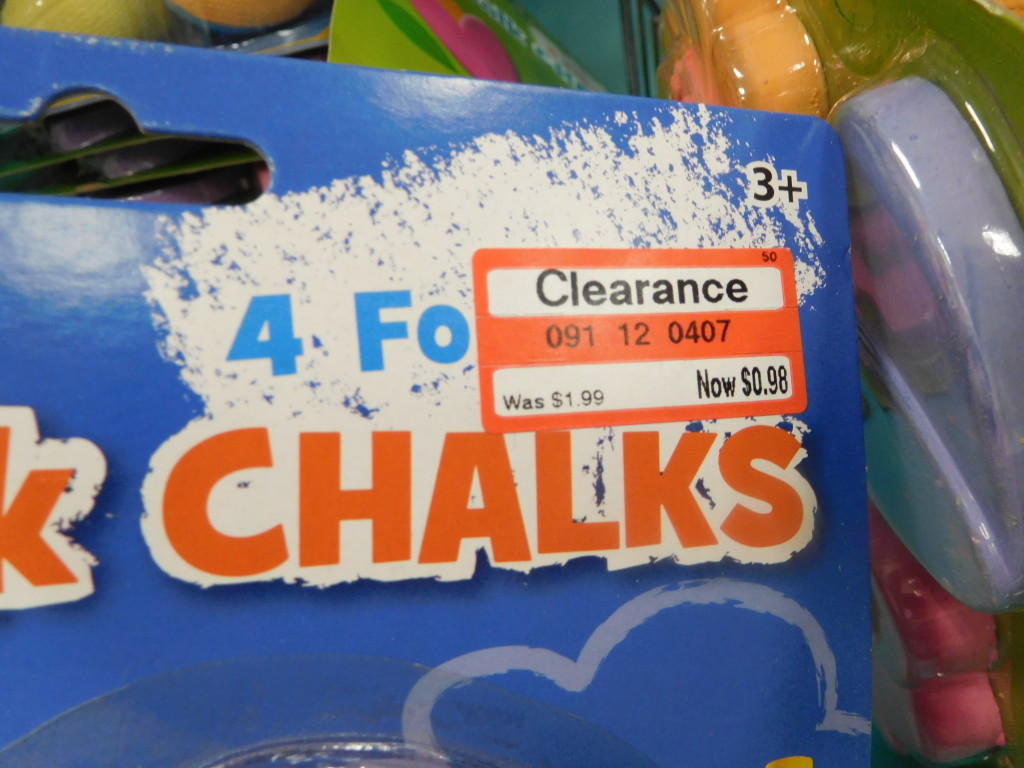 3+
50
Clearance
091 12 0407
Was $1.99 Now $0.98
4 Fo
k CHALKS